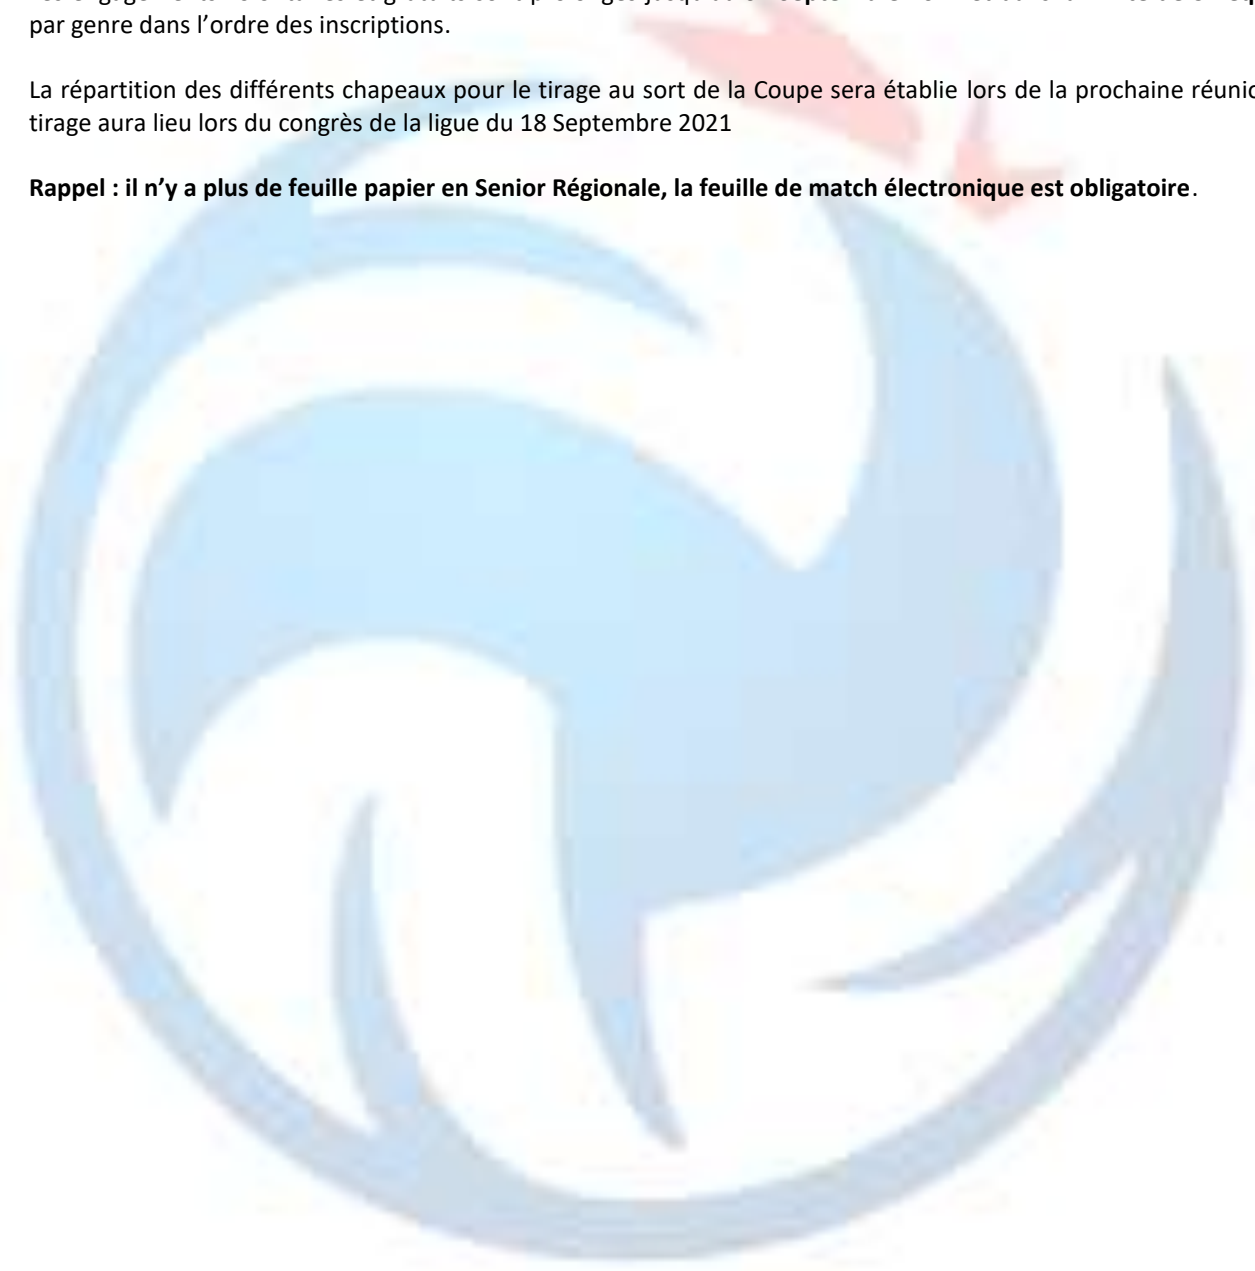 par genre dans l’ordre des inscriptions.
La répartition des différents chapeaux pour le tirage au sort de la Coupe sera établie lors de la prochaine
tirage aura lieu lors du congrès de la ligue du 18 Septembre 2021
Rappel : il n’y a plus de feuille papier en Senior Régionale, la feuille de match électronique est obligatoire.